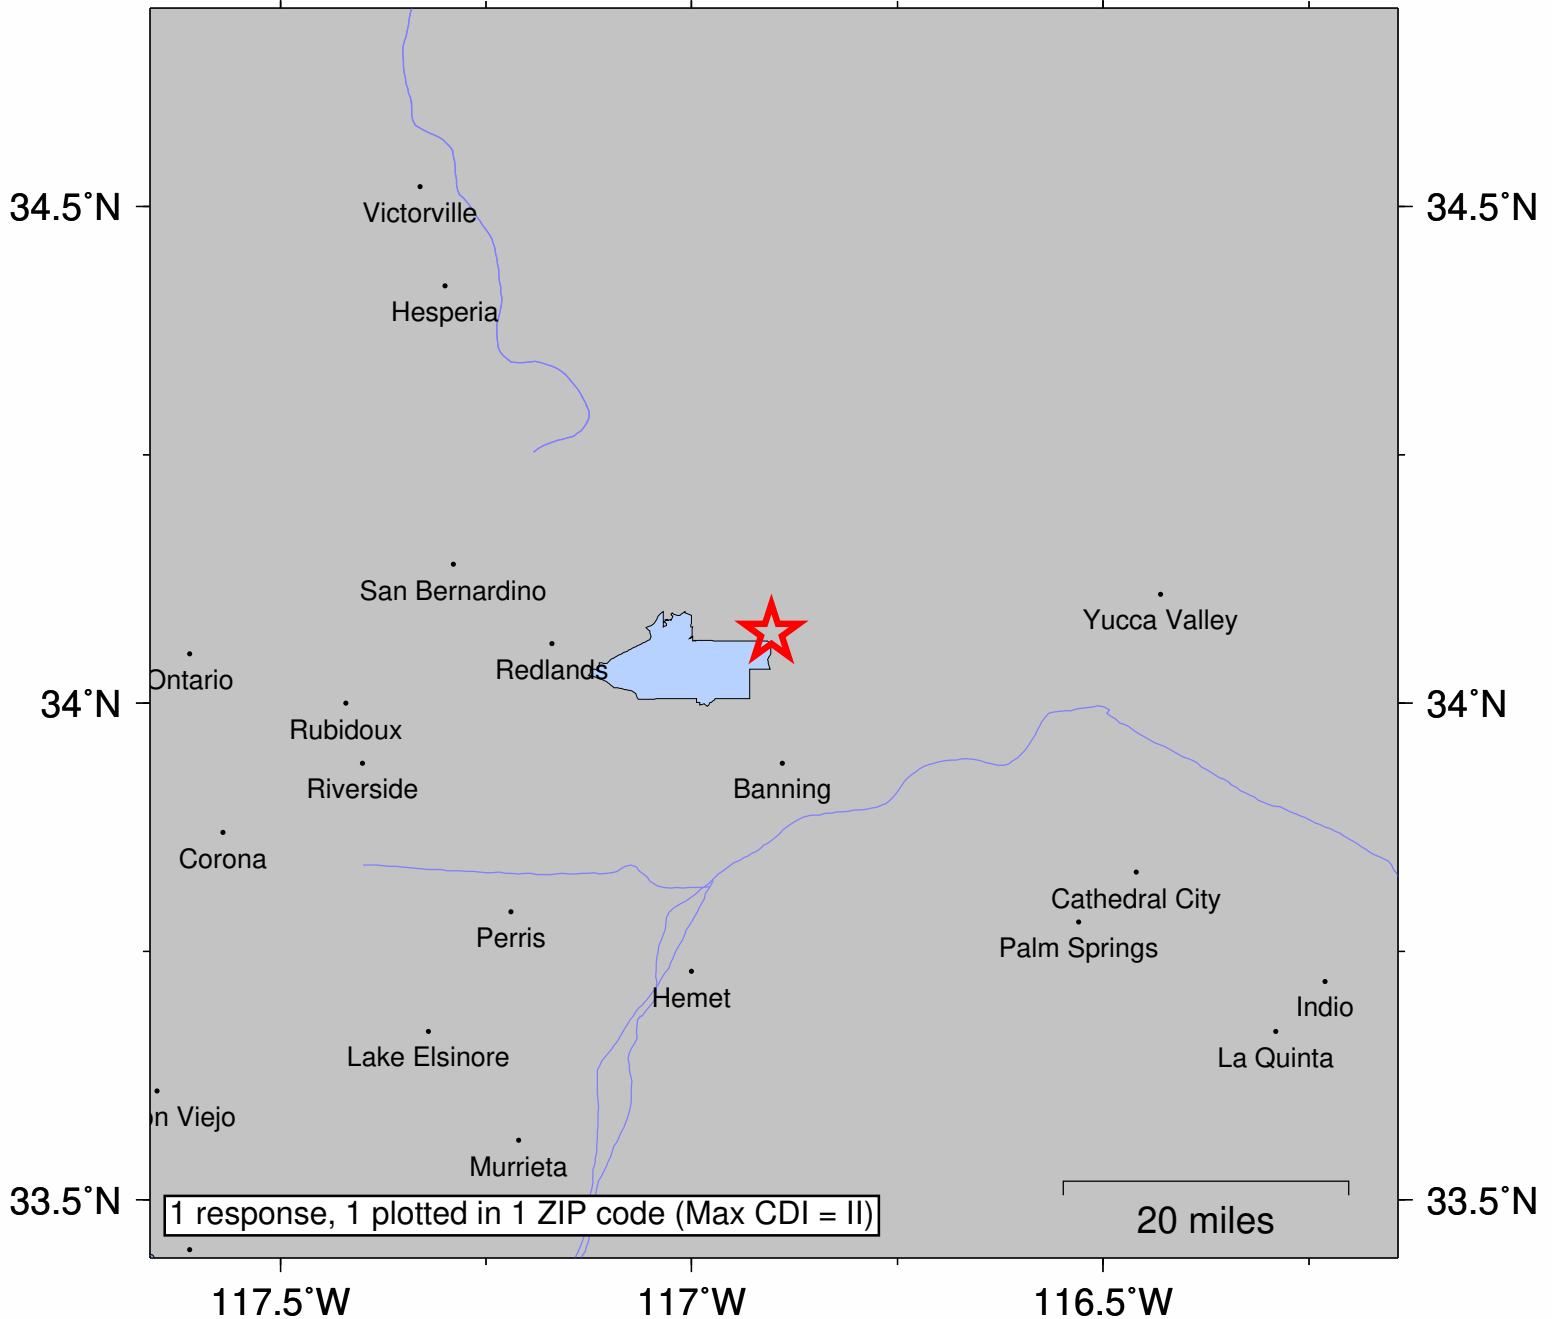 34.5˚N
34.5˚N
Victorville
Hesperia
San Bernardino
Yucca Valley
Redlands
Ontario
34˚N
34˚N
Rubidoux
Riverside
Banning
Corona
Cathedral City
Perris
Palm Springs
Hemet
Indio
Lake Elsinore
La Quinta
on Viejo
Murrieta
33.5˚N
33.5˚N
1 response, 1 plotted in 1 ZIP code (Max CDI = II)
20 miles
117.5˚W
117˚W
116.5˚W